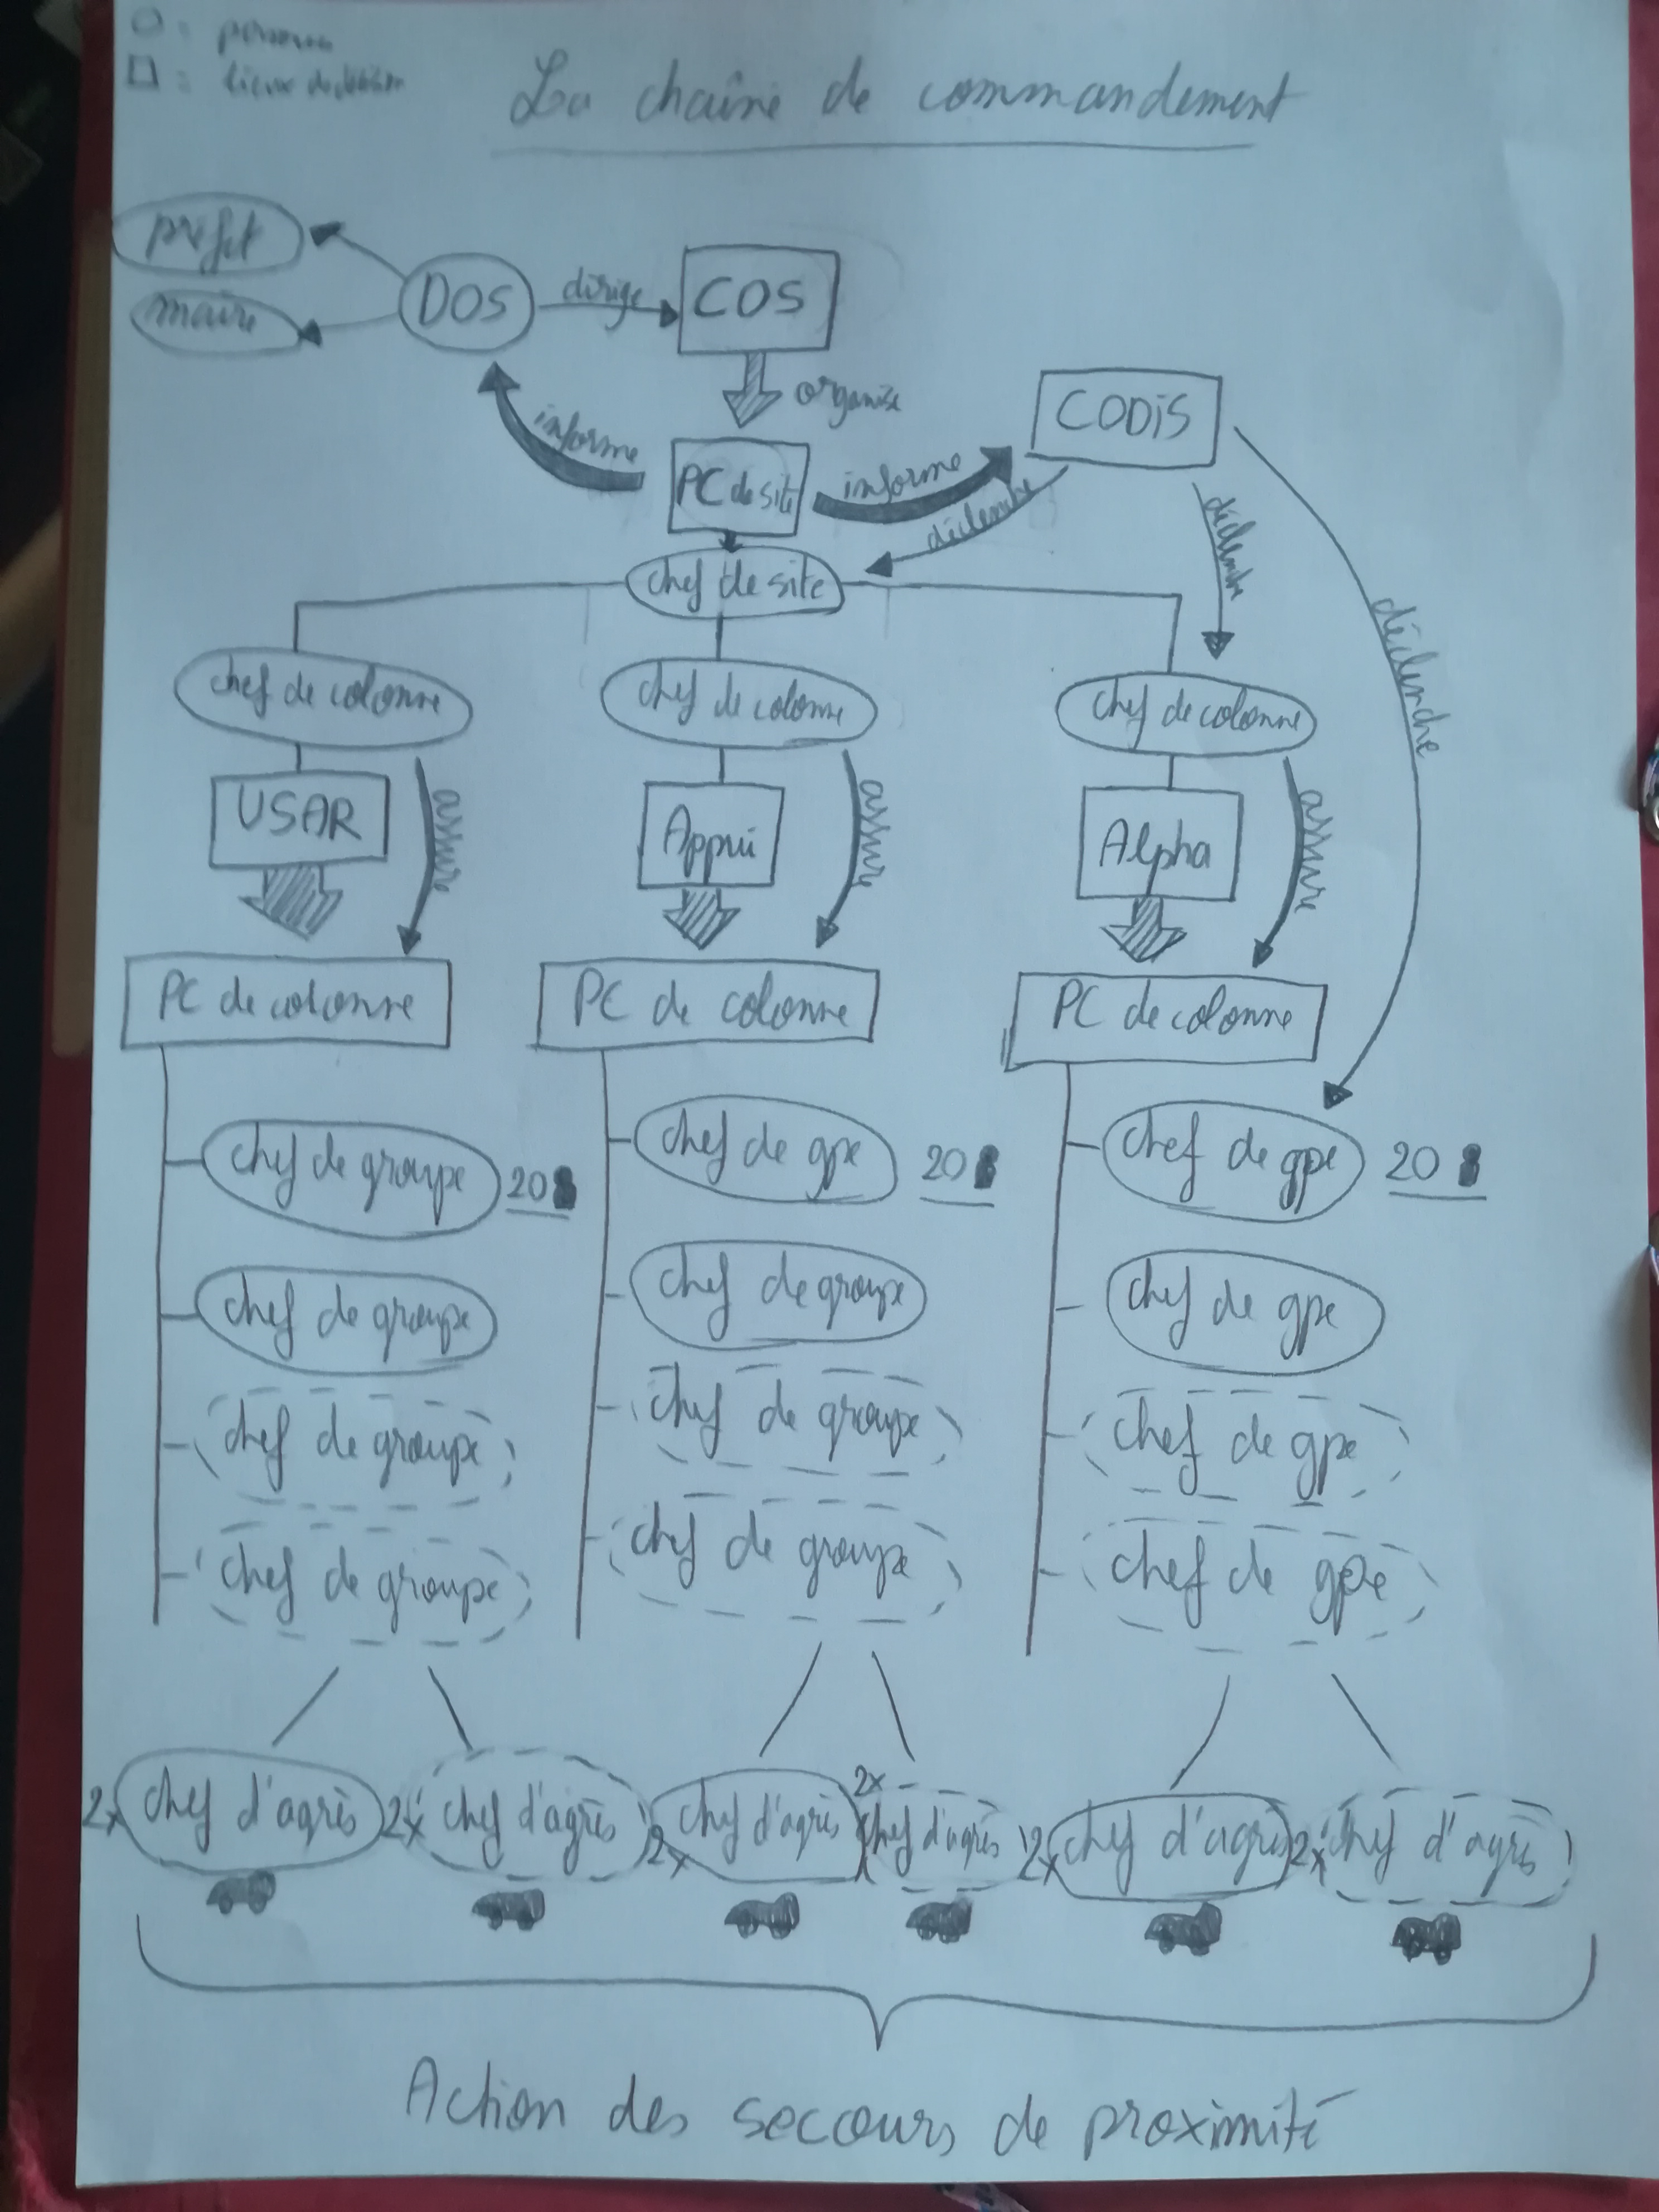 O : personnes
□ : lieux de décision
La chaîne de commandement
préfet
maire
DOS
dirige
COS
organise
CODIS
informe
PC de site
informe
déclenche
déclenche
déclenche
chef de site
chef de colonne
chef de colonne
chef de colonne
USAR
assure
Appui
assure
Alpha
assure
PC de colonne
PC de colonne
PC de colonne
chef de groupe
20
chef de gpe
20
chef de gpe
20
chef de groupe
chef de groupe
chef de gpe
chef de groupe
chef de groupe
chef de gpe
chef de groupe
chef de groupe
chef de gpe
2x chef d'agrès
2x chef d'agrès
2x chef d'agrès
2x chef d'agrès
2x chef d'agrès
2x chef d'agrès
Action des secours de proximité